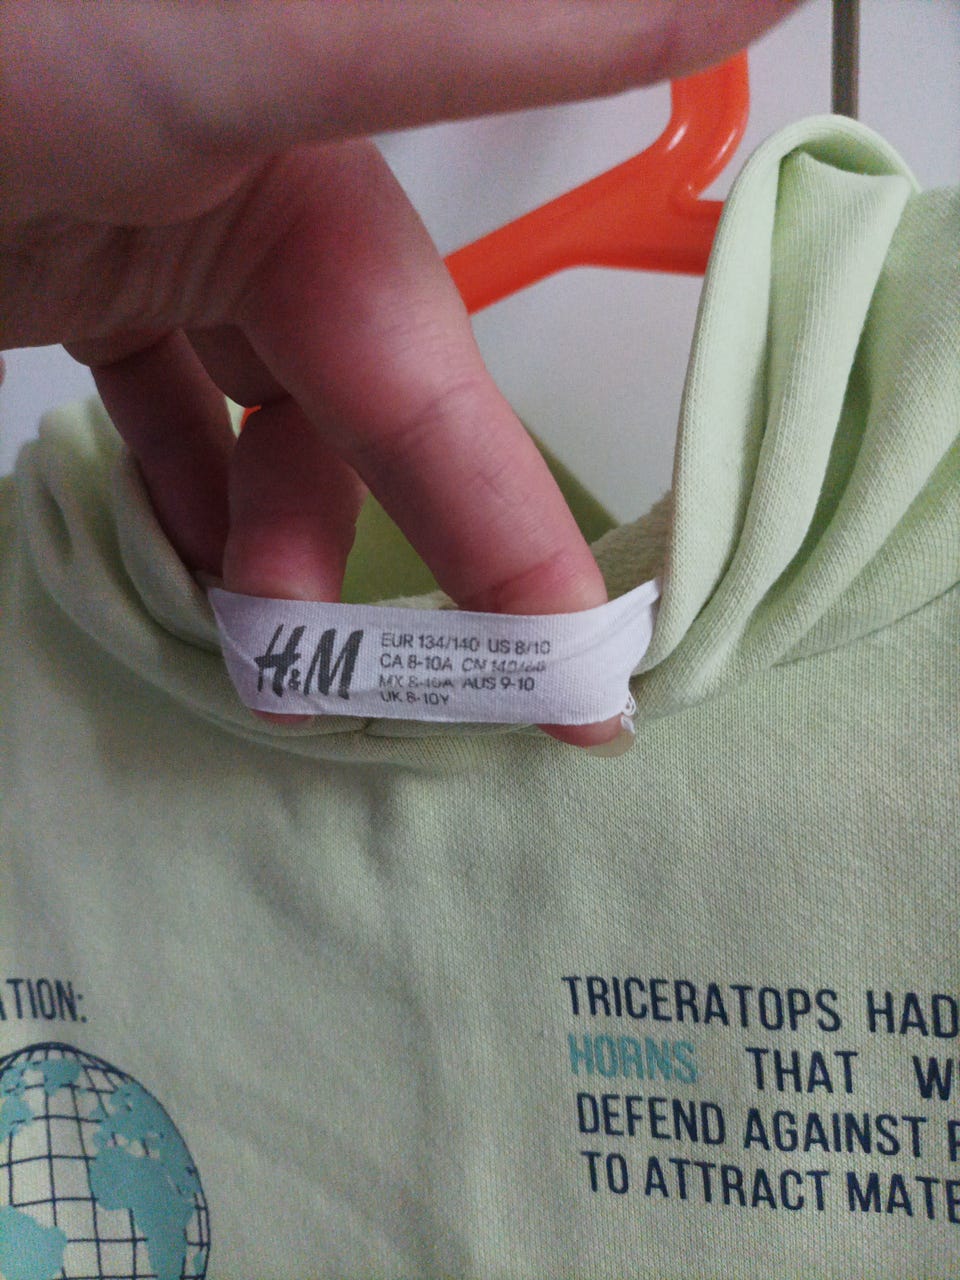 H&M
EUR 134/140 US 8/10
CA 8-10A CN 140/60
MX 8-10A AUS 9-10
UK 8-10Y
ATION:
TRICERATOPS HAD
HORNS THAT
DEFEND AGAINST
TO ATTRACT MATE